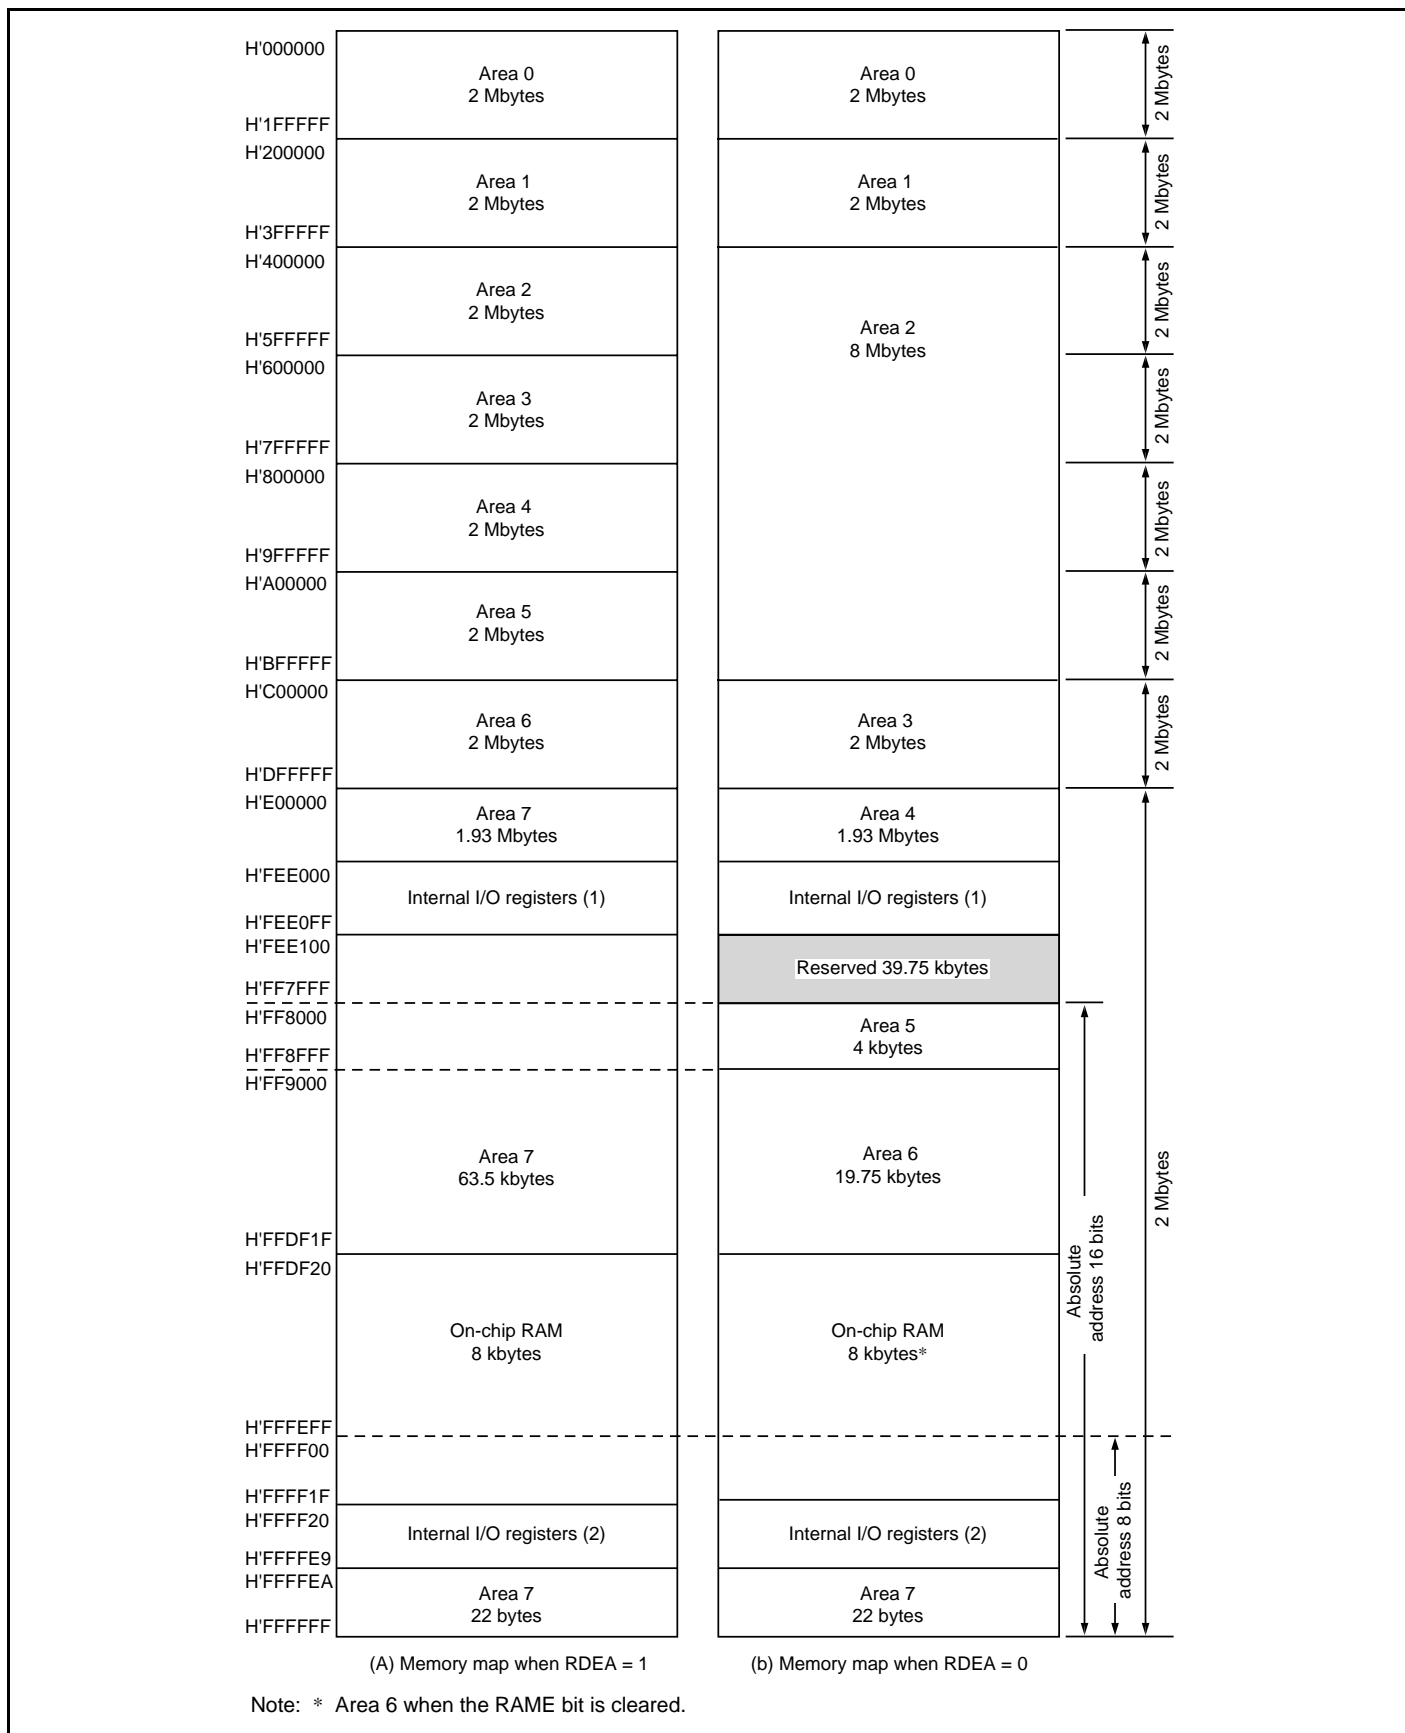 H'000000
Area 0
2 Mbytes
Area 0
2 Mbytes
2 Mbytes
H'1FFFFF
H'200000
Area 1
2 Mbytes
Area 1
2 Mbytes
2 Mbytes
H'3FFFFF
H'400000
Area 2
2 Mbytes
Area 2
8 Mbytes
2 Mbytes
H'5FFFFF
H'600000
Area 3
2 Mbytes
2 Mbytes
H'7FFFFF
H'800000
Area 4
2 Mbytes
2 Mbytes
H'9FFFFF
H'A00000
Area 5
2 Mbytes
2 Mbytes
H'BFFFFF
H'C00000
Area 6
2 Mbytes
Area 3
2 Mbytes
2 Mbytes
H'DFFFFF
H'E00000
Area 7
1.93 Mbytes
Area 4
1.93 Mbytes
H'FEE000
Internal I/O registers (1)
Internal I/O registers (1)
H'FEE0FF
H'FEE100
Reserved 39.75 kbytes
H'FF7FFF
H'FF8000
Area 5
4 kbytes
H'FF8FFF
H'FF9000
Area 7
63.5 kbytes
Area 6
19.75 kbytes
2 Mbytes
H'FFDF1F
H'FFDF20
Absolute
address 16 bits
On-chip RAM
8 kbytes
On-chip RAM
8 kbytes*
H'FFFEFF
H'FFFF00
H'FFFF1F
H'FFFF20
Internal I/O registers (2)
Internal I/O registers (2)
Absolute
address 8 bits
H'FFFFE9
H'FFFFEA
Area 7
22 bytes
Area 7
22 bytes
H'FFFFFF
(A) Memory map when RDEA = 1
(b) Memory map when RDEA = 0
Note: * Area 6 when the RAME bit is cleared.